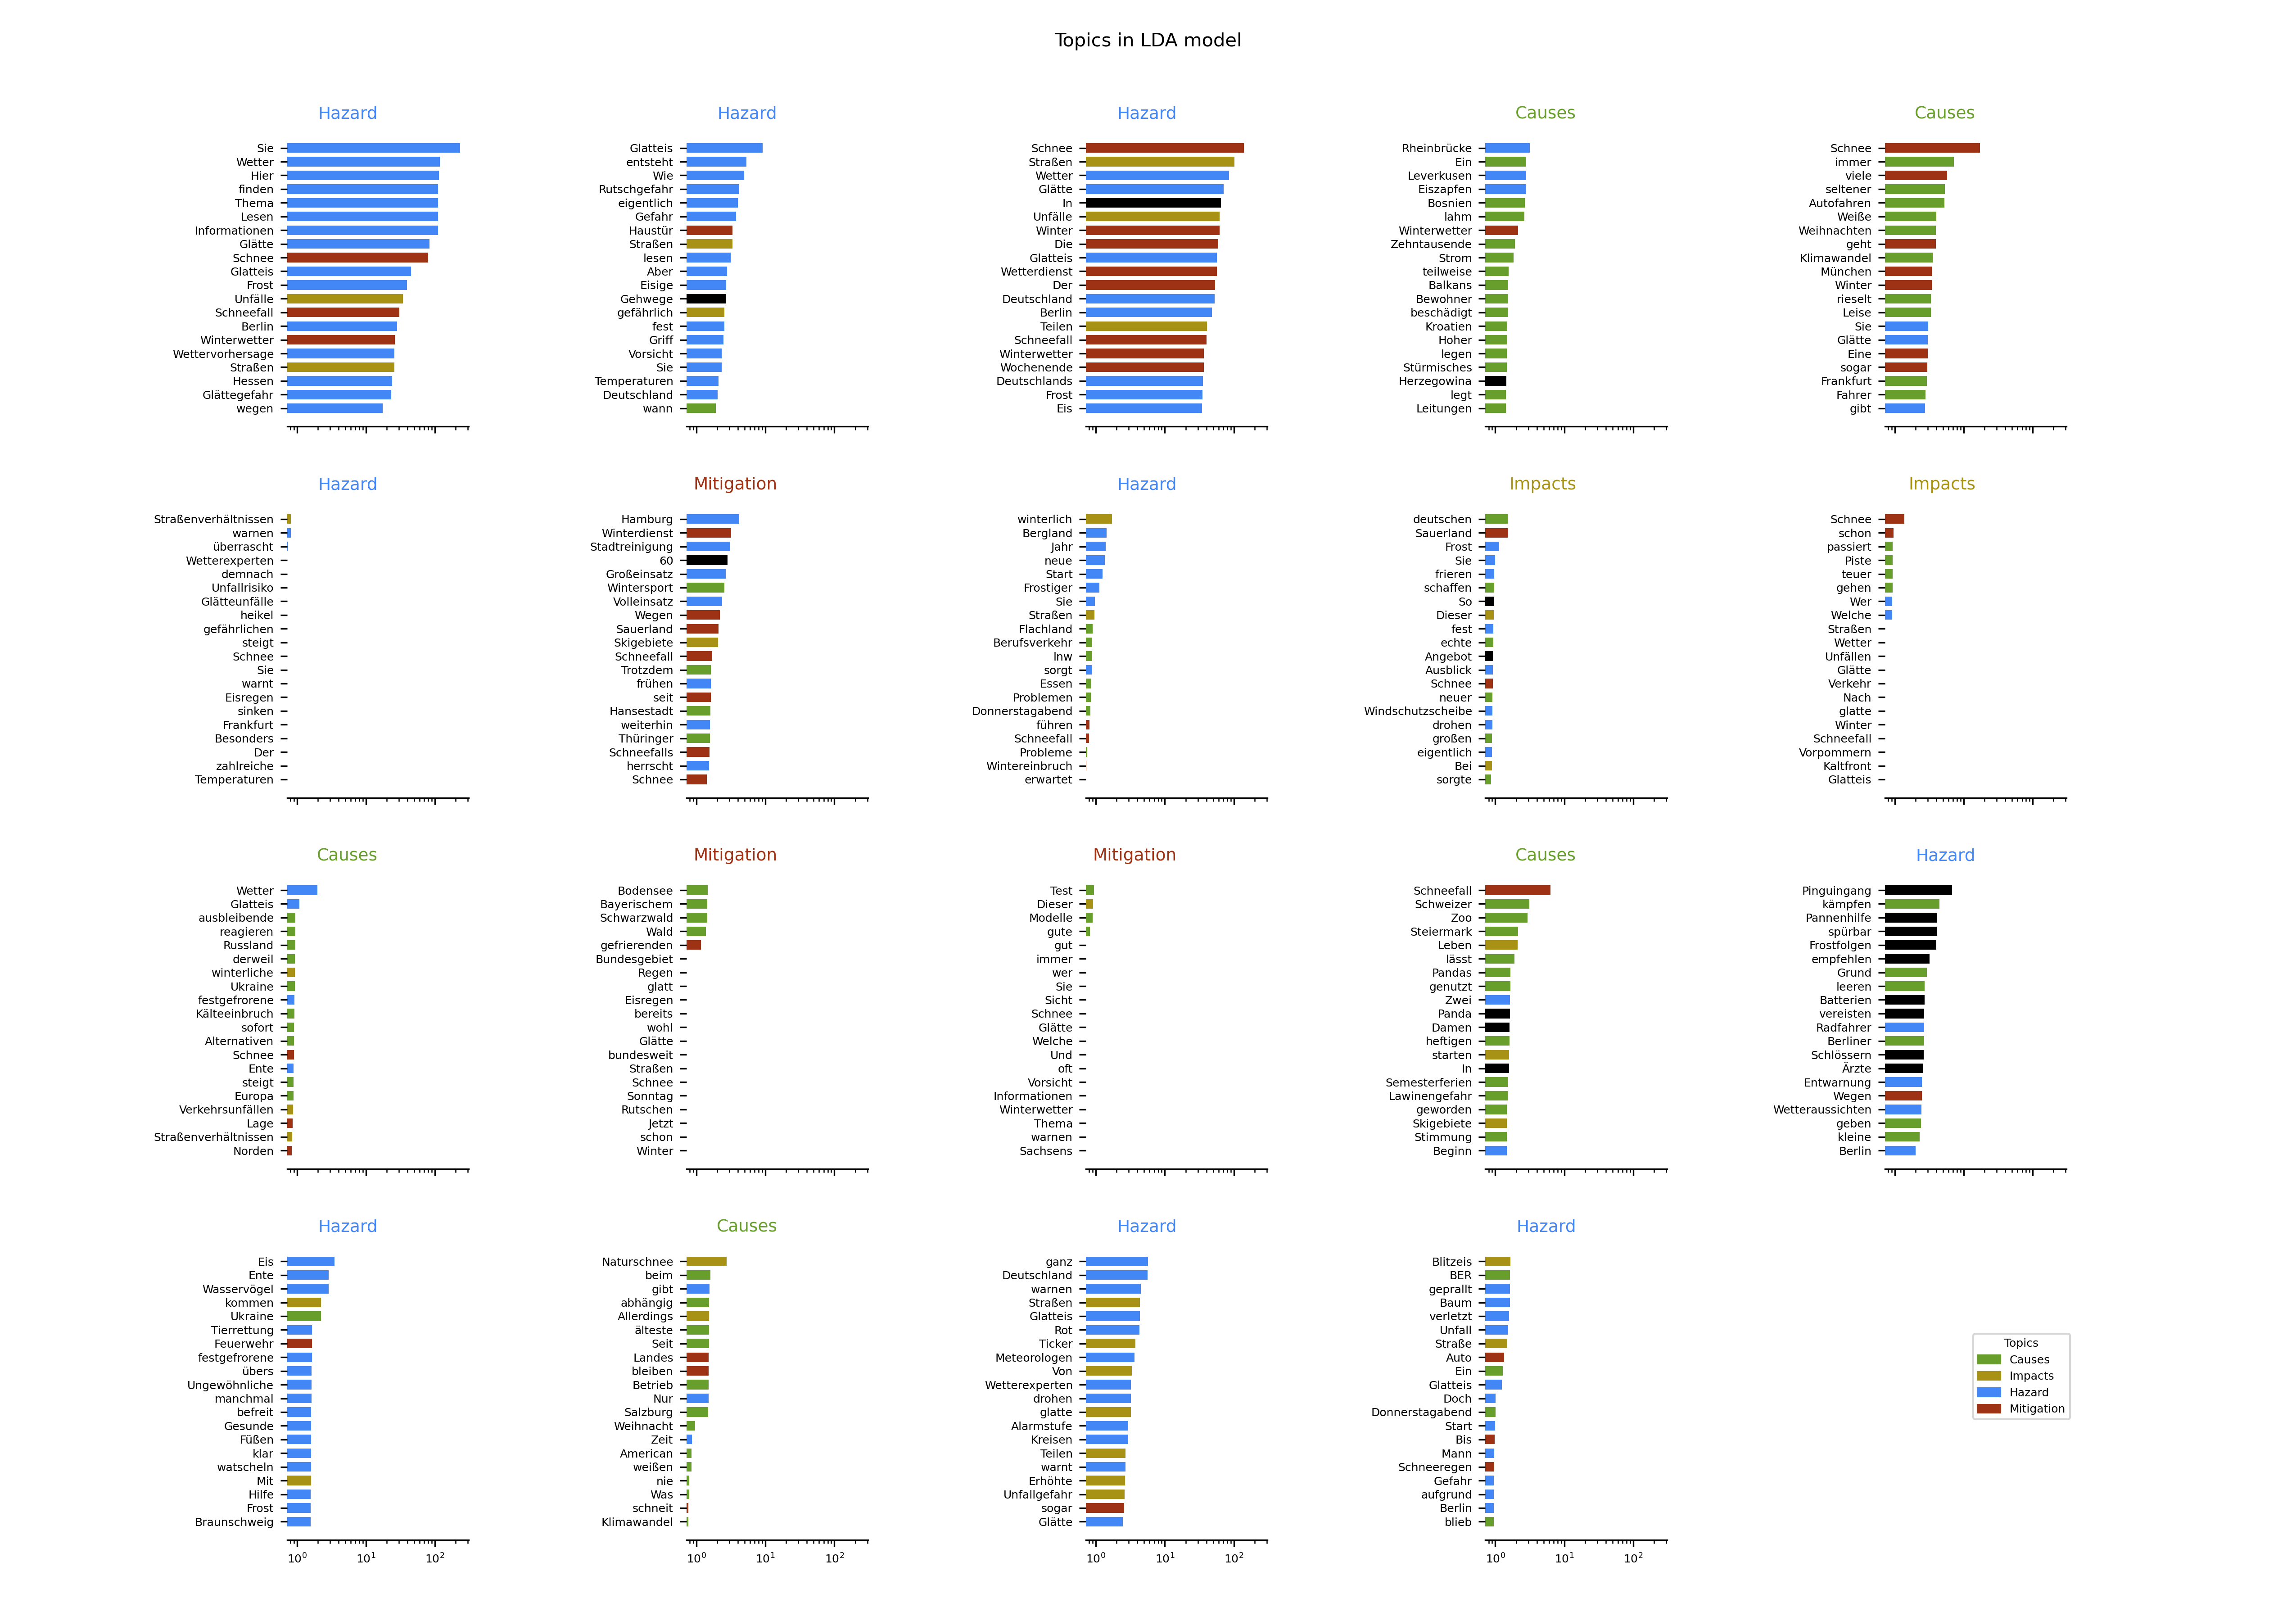 Topics in LDA model
Hazard
Sie
Wetter
Hier
finden
Thema
Lesen
Informationen
Glätte
Schnee
Glatteis
Frost
Unfälle
Schneefall
Berlin
Winterwetter
Wettervorhersage
Straßen
Hessen
Glättegefahr
wegen
Hazard
Glatteis
entsteht
Wie
Rutschgefahr
eigentlich
Gefahr
Haustür
Straßen
lesen
Aber
Eisige
Gehwege
gefährlich
fest
Griff
Vorsicht
Sie
Temperaturen
Deutschland
wann
Hazard
Schnee
Straßen
Wetter
Glätte
In
Unfälle
Winter
Die
Glatteis
Wetterdienst
Der
Deutschland
Berlin
Teilen
Schneefall
Winterwetter
Wochenende
Deutschlands
Frost
Eis
Causes
Rheinbrücke
Ein
Leverkusen
Eiszapfen
Bosnien
lahm
Winterwetter
Zehntausende
Strom
teilweise
Balkans
Bewohner
beschädigt
Kroatien
Hoher
legen
Stürmisches
Herzegowina
legt
Leitungen
Causes
Schnee
immer
viele
seltener
Autofahren
Weiße
Weihnachten
geht
Klimawandel
München
Winter
rieselt
Leise
Sie
Glätte
Eine
sogar
Frankfurt
Fahrer
gibt
Hazard
Straßenverhältnissen
warnen
überrascht
Wetterexperten
demnach
Unfallrisiko
Glätteunfälle
heikel
gefährlichen
steigt
Schnee
Sie
warnt
Eisregen
sinken
Frankfurt
Besonders
Der
zahlreiche
Temperaturen
Mitigation
Hamburg
Winterdienst
Stadtreinigung
60
Großeinsatz
Wintersport
Volleinsatz
Wegen
Sauerland
Skigebiete
Schneefall
Trotzdem
frühen
seit
Hansestadt
weiterhin
Thüringer
Schneefalls
herrscht
Schnee
Hazard
winterlich
Bergland
Jahr
neue
Start
Frostiger
Sie
Straßen
Flachland
Berufsverkehr
lnw
sorgt
Essen
Problemen
Donnerstagabend
führen
Schneefall
Probleme
Wintereinbruch
erwartet
Impacts
deutschen
Sauerland
Frost
Sie
frieren
schaffen
So
Dieser
fest
echte
Angebot
Ausblick
Schnee
neuer
Windschutzscheibe
drohen
großen
eigentlich
Bei
sorgte
Impacts
Schnee
schon
passiert
Piste
teuer
gehen
Wer
Welche
Straßen
Wetter
Unfällen
Glätte
Verkehr
Nach
glatte
Winter
Schneefall
Vorpommern
Kaltfront
Glatteis
Causes
Wetter
Glatteis
ausbleibende
reagieren
Russland
derweil
winterliche
Ukraine
festgefrorene
Kälteeinbruch
sofort
Alternativen
Schnee
Ente
steigt
Europa
Verkehrsunfällen
Lage
Straßenverhältnissen
Norden
Mitigation
Bodensee
Bayerischem
Schwarzwald
Wald
gefrierenden
Bundesgebiet
Regen
glatt
Eisregen
bereits
wohl
Glätte
bundesweit
Straßen
Schnee
Sonntag
Rutschen
Jetzt
schon
Winter
Mitigation
Test
Dieser
Modelle
gute
gut
immer
wer
Sie
Sicht
Schnee
Glätte
Welche
Und
oft
Vorsicht
Informationen
Winterwetter
Thema
warnen
Sachsens
Causes
Schneefall
Schweizer
Zoo
Steiermark
Leben
lässt
Pandas
genutzt
Zwei
Panda
Damen
heftigen
starten
In
Semesterferien
Lawinengefahr
geworden
Skigebiete
Stimmung
Beginn
Hazard
Pinguingang
kämpfen
Pannenhilfe
spürbar
Frostfolgen
empfehlen
Grund
leeren
Batterien
vereisten
Radfahrer
Berliner
Schlössern
Ärzte
Entwarnung
Wegen
Wetteraussichten
geben
kleine
Berlin
Hazard
Eis
Ente
Wasservögel
kommen
Ukraine
Tierrettung
Feuerwehr
festgefrorene
übers
Ungewöhnliche
manchmal
befreit
Gesunde
Füßen
klar
watscheln
Mit
Hilfe
Frost
Braunschweig
10⁰ 10¹ 10²
Causes
Naturschnee
beim
gibt
abhängig
Allerdings
älteste
Seit
Landes
bleiben
Betrieb
Nur
Salzburg
Weihnacht
Zeit
American
weißen
nie
Was
schneit
Klimawandel
10⁰ 10¹ 10²
Hazard
ganz
Deutschland
warnen
Straßen
Glatteis
Rot
Ticker
Meteorologen
Von
Wetterexperten
drohen
glatte
Alarmstufe
Kreisen
Teilen
warnt
Erhöhte
Unfallgefahr
sogar
Glätte
10⁰ 10¹ 10²
Hazard
Blitzeis
BER
geprallt
Baum
verletzt
Unfall
Straße
Auto
Ein
Glatteis
Doch
Donnerstagabend
Start
Bis
Mann
Schneeregen
Gefahr
aufgrund
Berlin
blieb
10⁰ 10¹ 10²
Topics
Causes
Impacts
Hazard
Mitigation